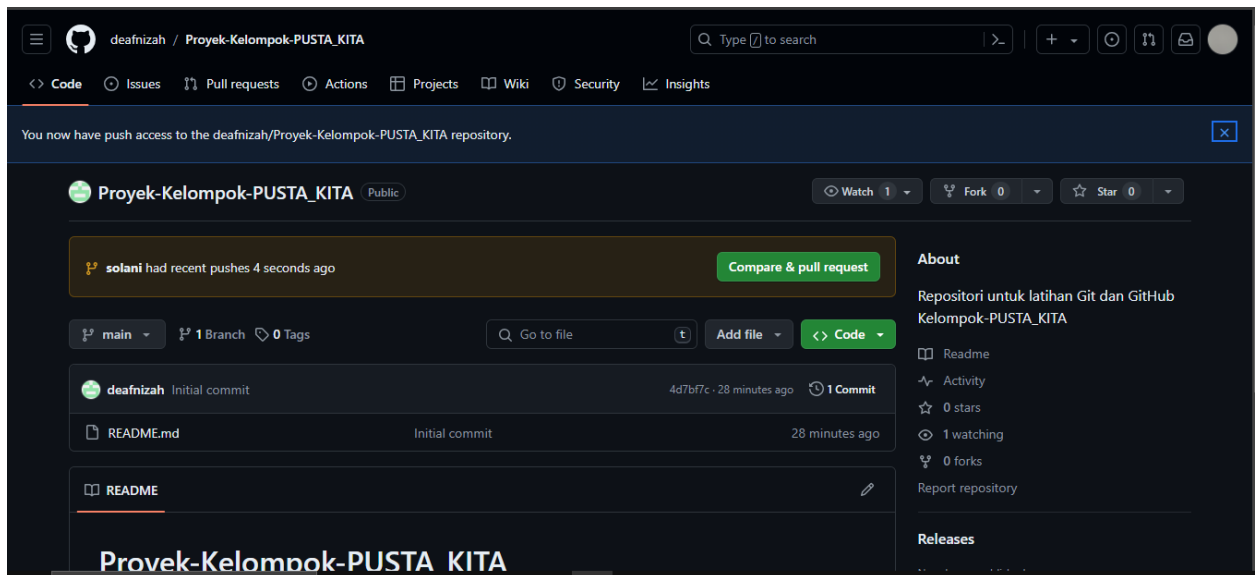 deafnizah / Proyek-Kelompok-PUSTA_KITA
Type / to search
Code Issues Pull requests Actions Projects Wiki Security Insights
You now have push access to the deafnizah/Proyek-Kelompok-PUSTA_KITA repository.
Proyek-Kelompok-PUSTA_KITA Public
Watch 1 Fork 0 Star 0
solani had recent pushes 4 seconds ago
Compare & pull request
main 1 Branch 0 Tags
Go to file t
Add file
Code
deafnizah Initial commit
4d7bf7c · 28 minutes ago 1 Commit
README.md Initial commit 28 minutes ago
README
Proyek-Kelompok-PUSTA_KITA
About
Repositori untuk latihan Git dan GitHub
Kelompok-PUSTA_KITA
Readme
Activity
0 stars
1 watching
0 forks
Report repository
Releases